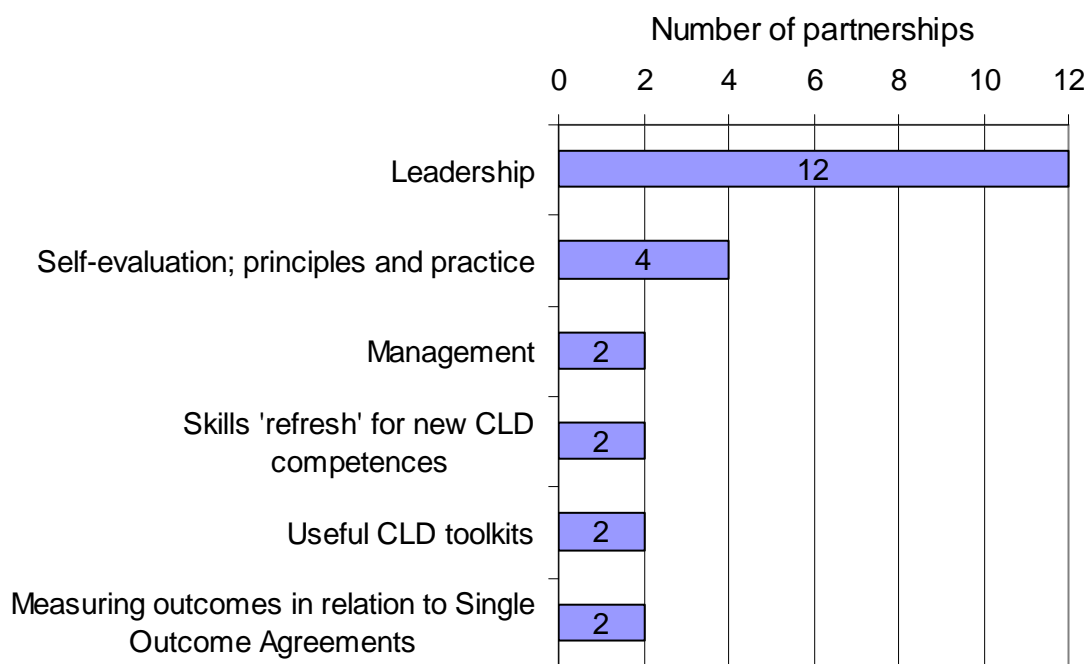 Number of partnerships
0 2 4 6 8 10 12
Leadership 12
Self-evaluation; principles and practice 4
Management 2
Skills 'refresh' for new CLD
competences 2
Useful CLD toolkits 2
Measuring outcomes in relation to Single
Outcome Agreements 2